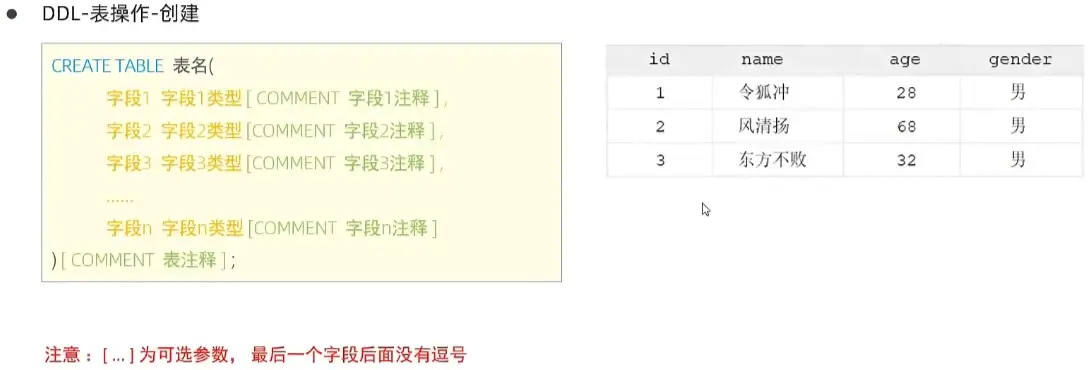 DDL-表操作-创建
CREATE TABLE 表名(
字段1 字段1类型[ COMMENT 字段1注释 ] ,
字段2 字段2类型[COMMENT 字段2注释 ] ,
字段3 字段3类型[COMMENT 字段3注释 ] ,
......
字段n 字段n类型[COMMENT 字段n注释 ]
) [ COMMENT 表注释 ] ;
id name age gender
1 令狐冲 28 男
2 风清扬 68 男
3 东方不败 32 男
注意：[ ... ] 为可选参数，最后一个字段后面没有逗号